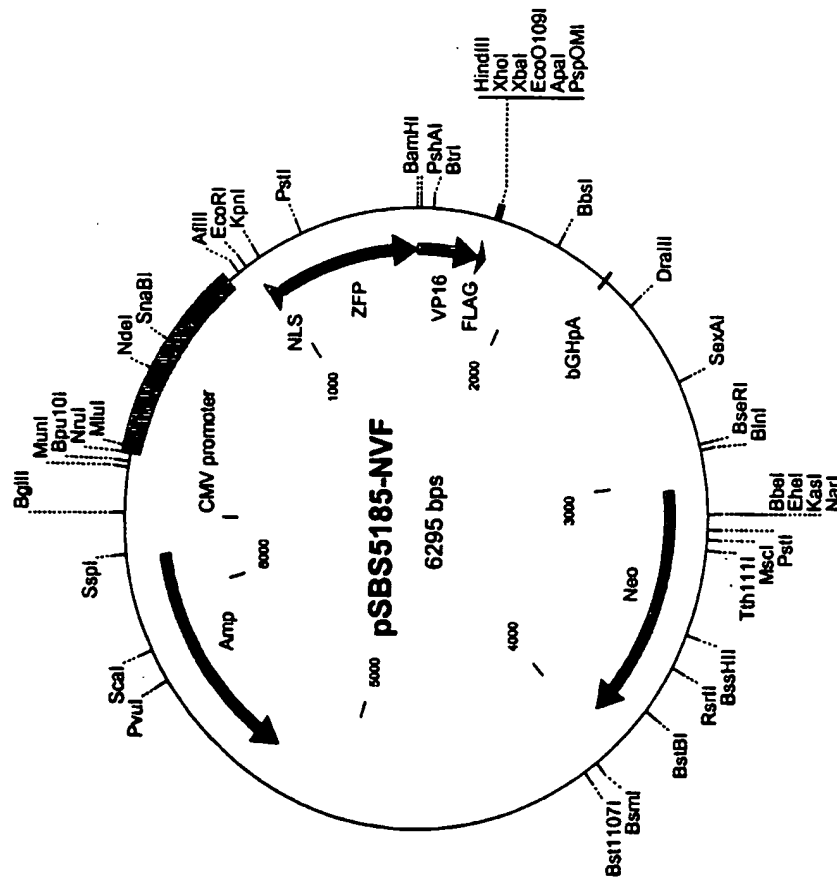 pSBS5185-NVF
6295 bps
BglII
MunI
Bpu10I
NruI
MluI
NdeI
SnaBI
AflII
EcoRI
KpnI
PstI
BamHI
PshAI
BtrI
HindIII
XhoI
XbaI
EcoO109I
ApaI
PspOMI
BbsI
DraIII
SexAI
BseRI
BlnI
BbeI
EheI
KasI
NarI
PstI
MscI
Tth111I
BssHII
RsrII
BstBI
BsmI
Bst1107I
PvuI
ScaI
SspI
CMV promoter
NLS
ZFP
VP16
FLAG
bGHpA
Neo
Amp
1000
2000
3000
4000
5000
6000